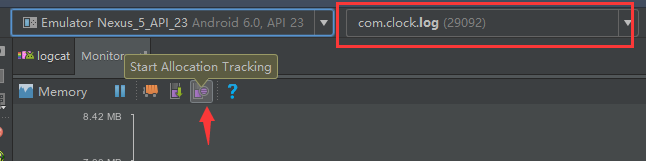 Emulator Nexus_5_API_23 Android 6.0, API 23
com.clock.log (29092)
logcat
Monitors
Start Allocation Tracking
Memory
?
8.42 MB